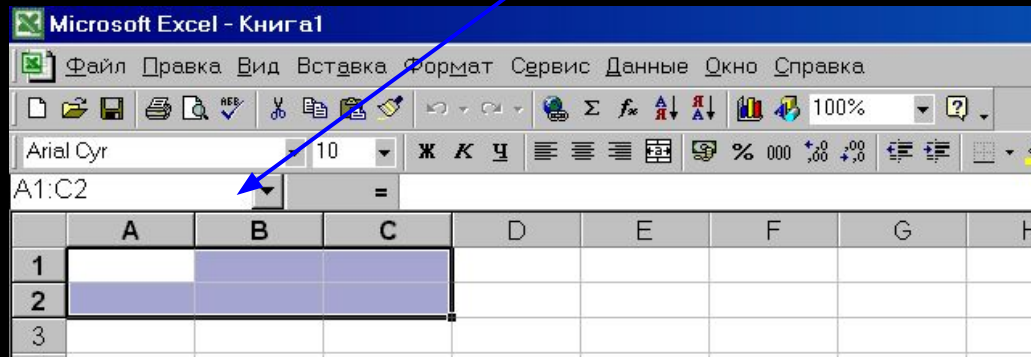 Microsoft Excel - Книга1
Файл Правка Вид Вставка Формат Сервис Данные Окно Справка
100%
Arial Cyr 10 Ж К Ч % 000
A1:C2 =
A B C D E F G H
1
2
3